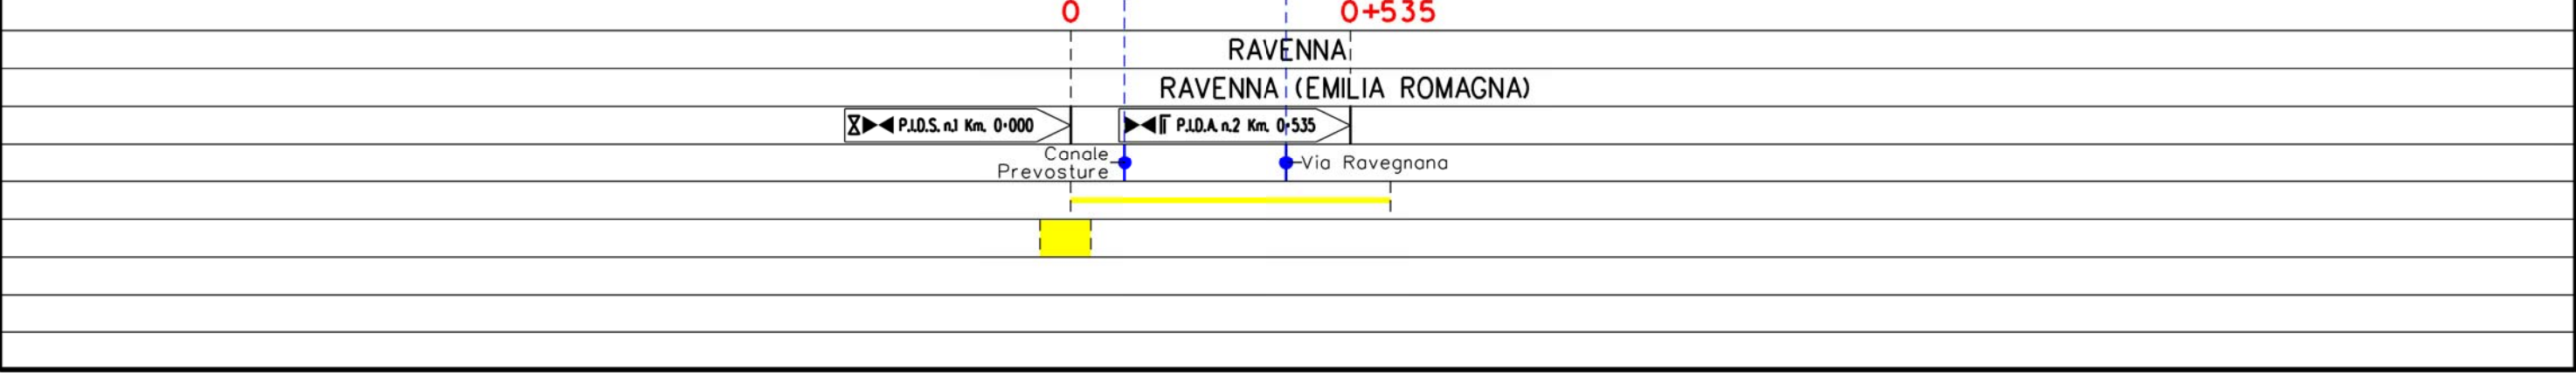 0 0+535
RAVENNA
RAVENNA (EMILIA ROMAGNA)
P.I.D.S. n.1 Km. 0+000 P.I.D.A. n.2 Km. 0+535
Canale
Prevosture
Via Ravegnana